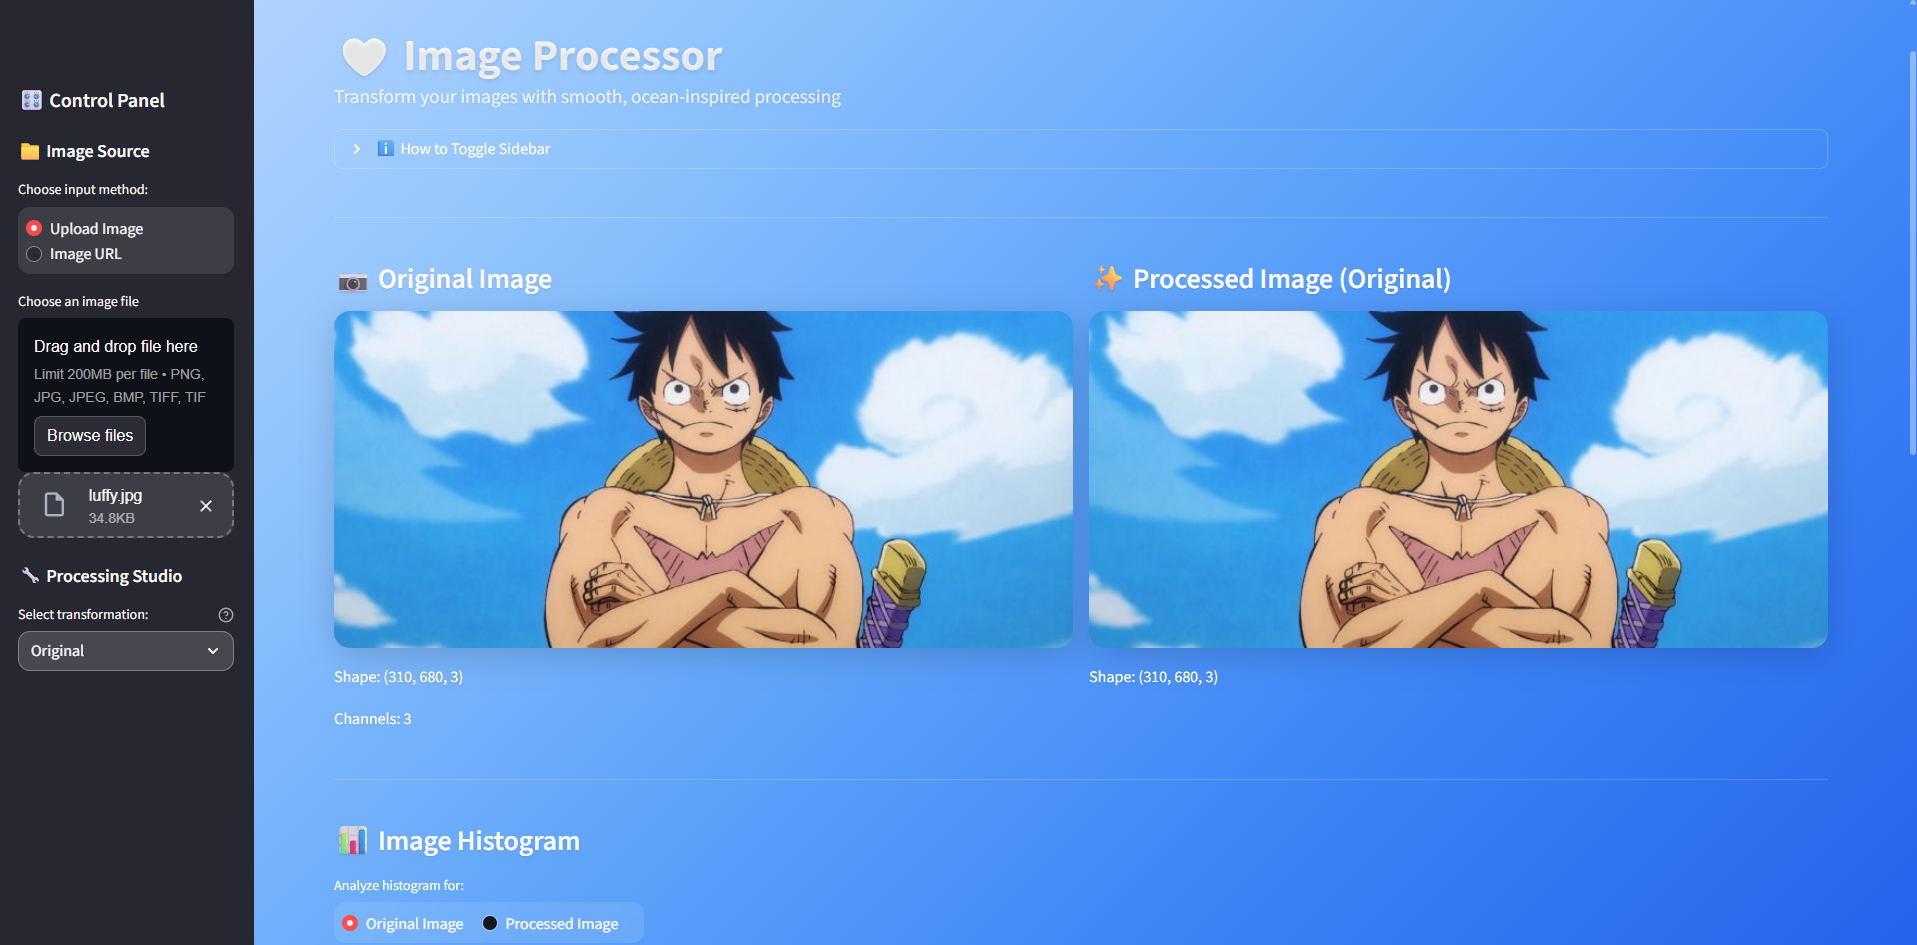 Control Panel
Image Source
Choose input method:
Upload Image
Image URL
Choose an image file
Drag and drop file here
Limit 200MB per file • PNG,
JPG, JPEG, BMP, TIFF, TIF
Browse files
luffy.jpg
34.8KB
Processing Studio
Select transformation:
Original
Image Processor
Transform your images with smooth, ocean-inspired processing
How to Toggle Sidebar
Original Image
Processed Image (Original)
Shape: (310, 680, 3)
Shape: (310, 680, 3)
Channels: 3
Image Histogram
Analyze histogram for:
Original Image
Processed Image